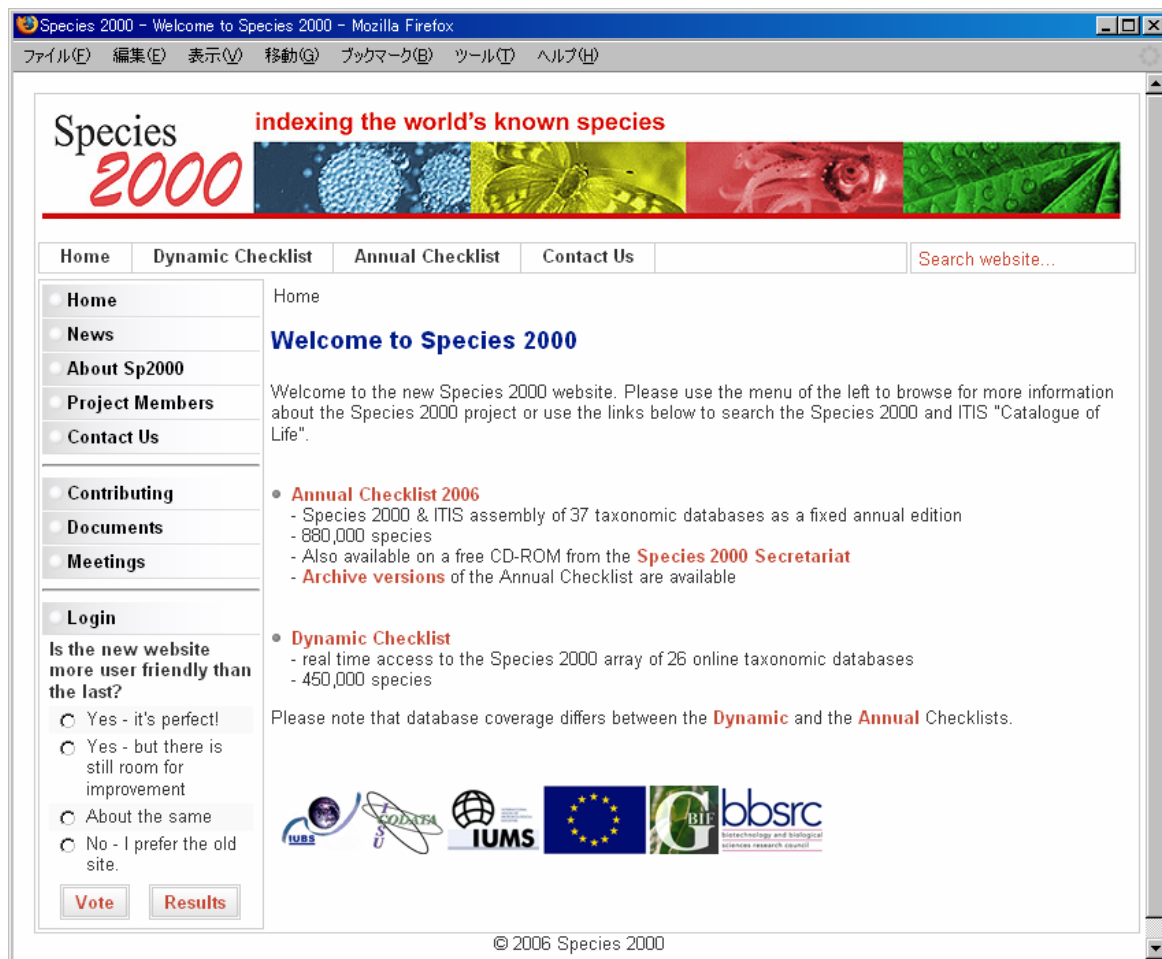 Species 2000 - Welcome to Species 2000 - Mozilla Firefox
ファイル(F) 編集(E) 表示(V) 移動(G) ブックマーク(B) ツール(T) ヘルプ(H)
Species
2000
indexing the world's known species
Home Dynamic Checklist Annual Checklist Contact Us Search website...
Home
News
About Sp2000
Project Members
Contact Us
Contributing
Documents
Meetings
Login
Is the new website
more user friendly than
the last?
Yes - it's perfect!
Yes - but there is
still room for
improvement
About the same
No - I prefer the old
site.
Vote Results
Home
Welcome to Species 2000
Welcome to the new Species 2000 website. Please use the menu of the left to browse for more information
about the Species 2000 project or use the links below to search the Species 2000 and ITIS "Catalogue of
Life".
Annual Checklist 2006
- Species 2000 & ITIS assembly of 37 taxonomic databases as a fixed annual edition
- 880,000 species
- Also available on a free CD-ROM from the Species 2000 Secretariat
- Archive versions of the Annual Checklist are available
Dynamic Checklist
- real time access to the Species 2000 array of 26 online taxonomic databases
- 450,000 species
Please note that database coverage differs between the Dynamic and the Annual Checklists.
IUBS
CODATA
IUMS
GBIF
bbsrc
biotechnology and biological
sciences research council
© 2006 Species 2000